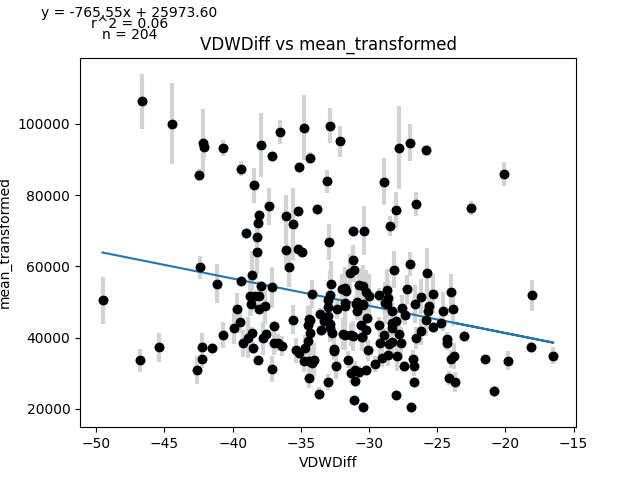 y = -765.55x + 25973.60
r^2 = 0.06
n = 204
VDWDiff vs mean_transformed
100000
80000
60000
40000
20000
mean_transformed
−50
−45
−40
−35
−30
−25
−20
−15
VDWDiff